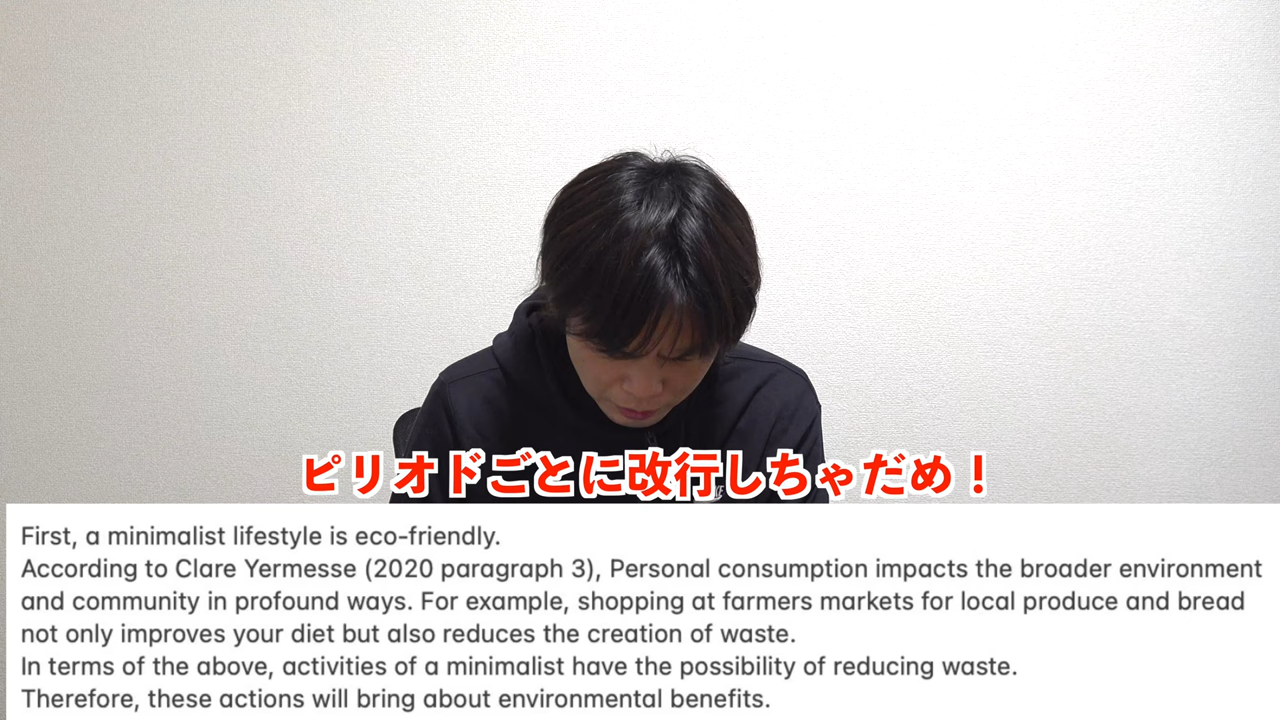 ピリオドごとに改行しちゃだめ！
First, a minimalist lifestyle is eco-friendly.
According to Clare Yermesse (2020 paragraph 3), Personal consumption impacts the broader environment
and community in profound ways. For example, shopping at farmers markets for local produce and bread
not only improves your diet but also reduces the creation of waste.
In terms of the above, activities of a minimalist have the possibility of reducing waste.
Therefore, these actions will bring about environmental benefits.